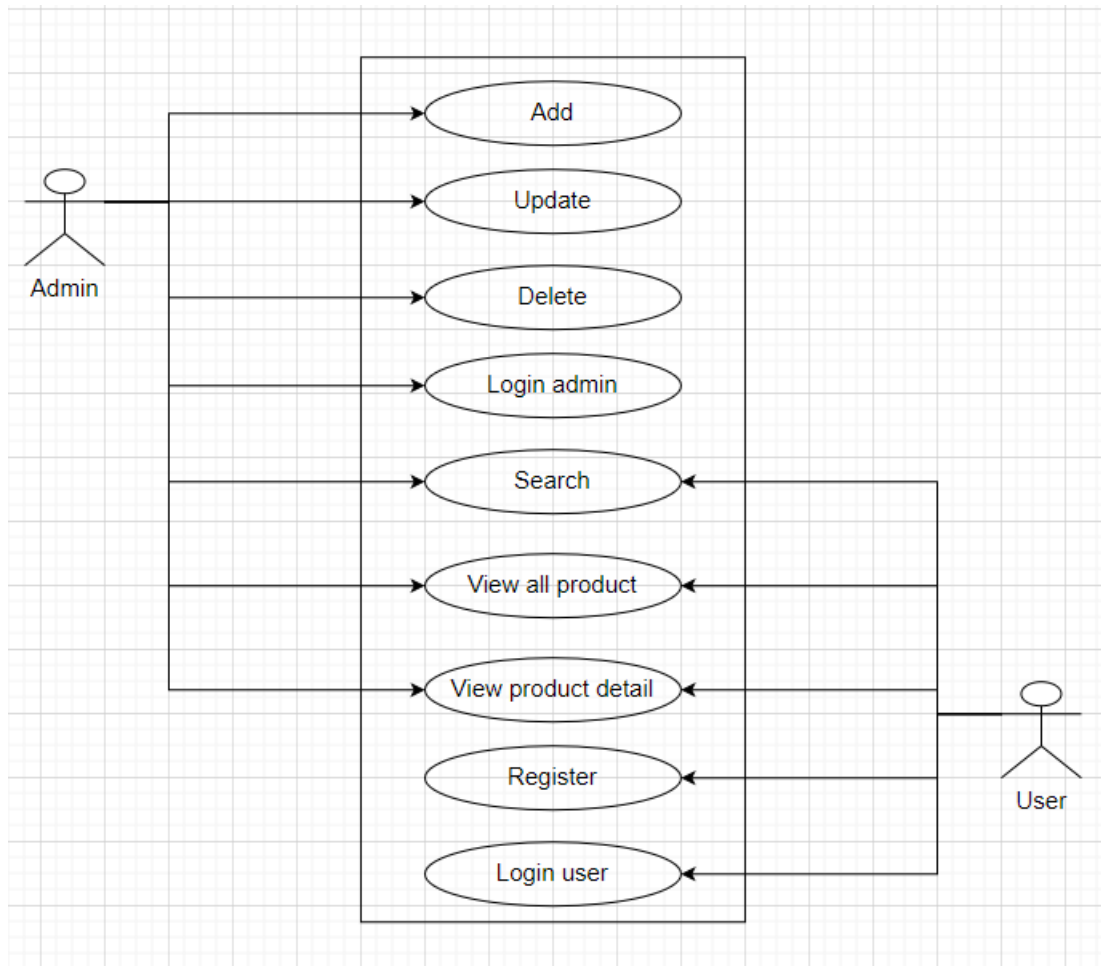 Add
Update
Delete
Admin
Login admin
Search
View all product
View product detail
Register
User
Login user